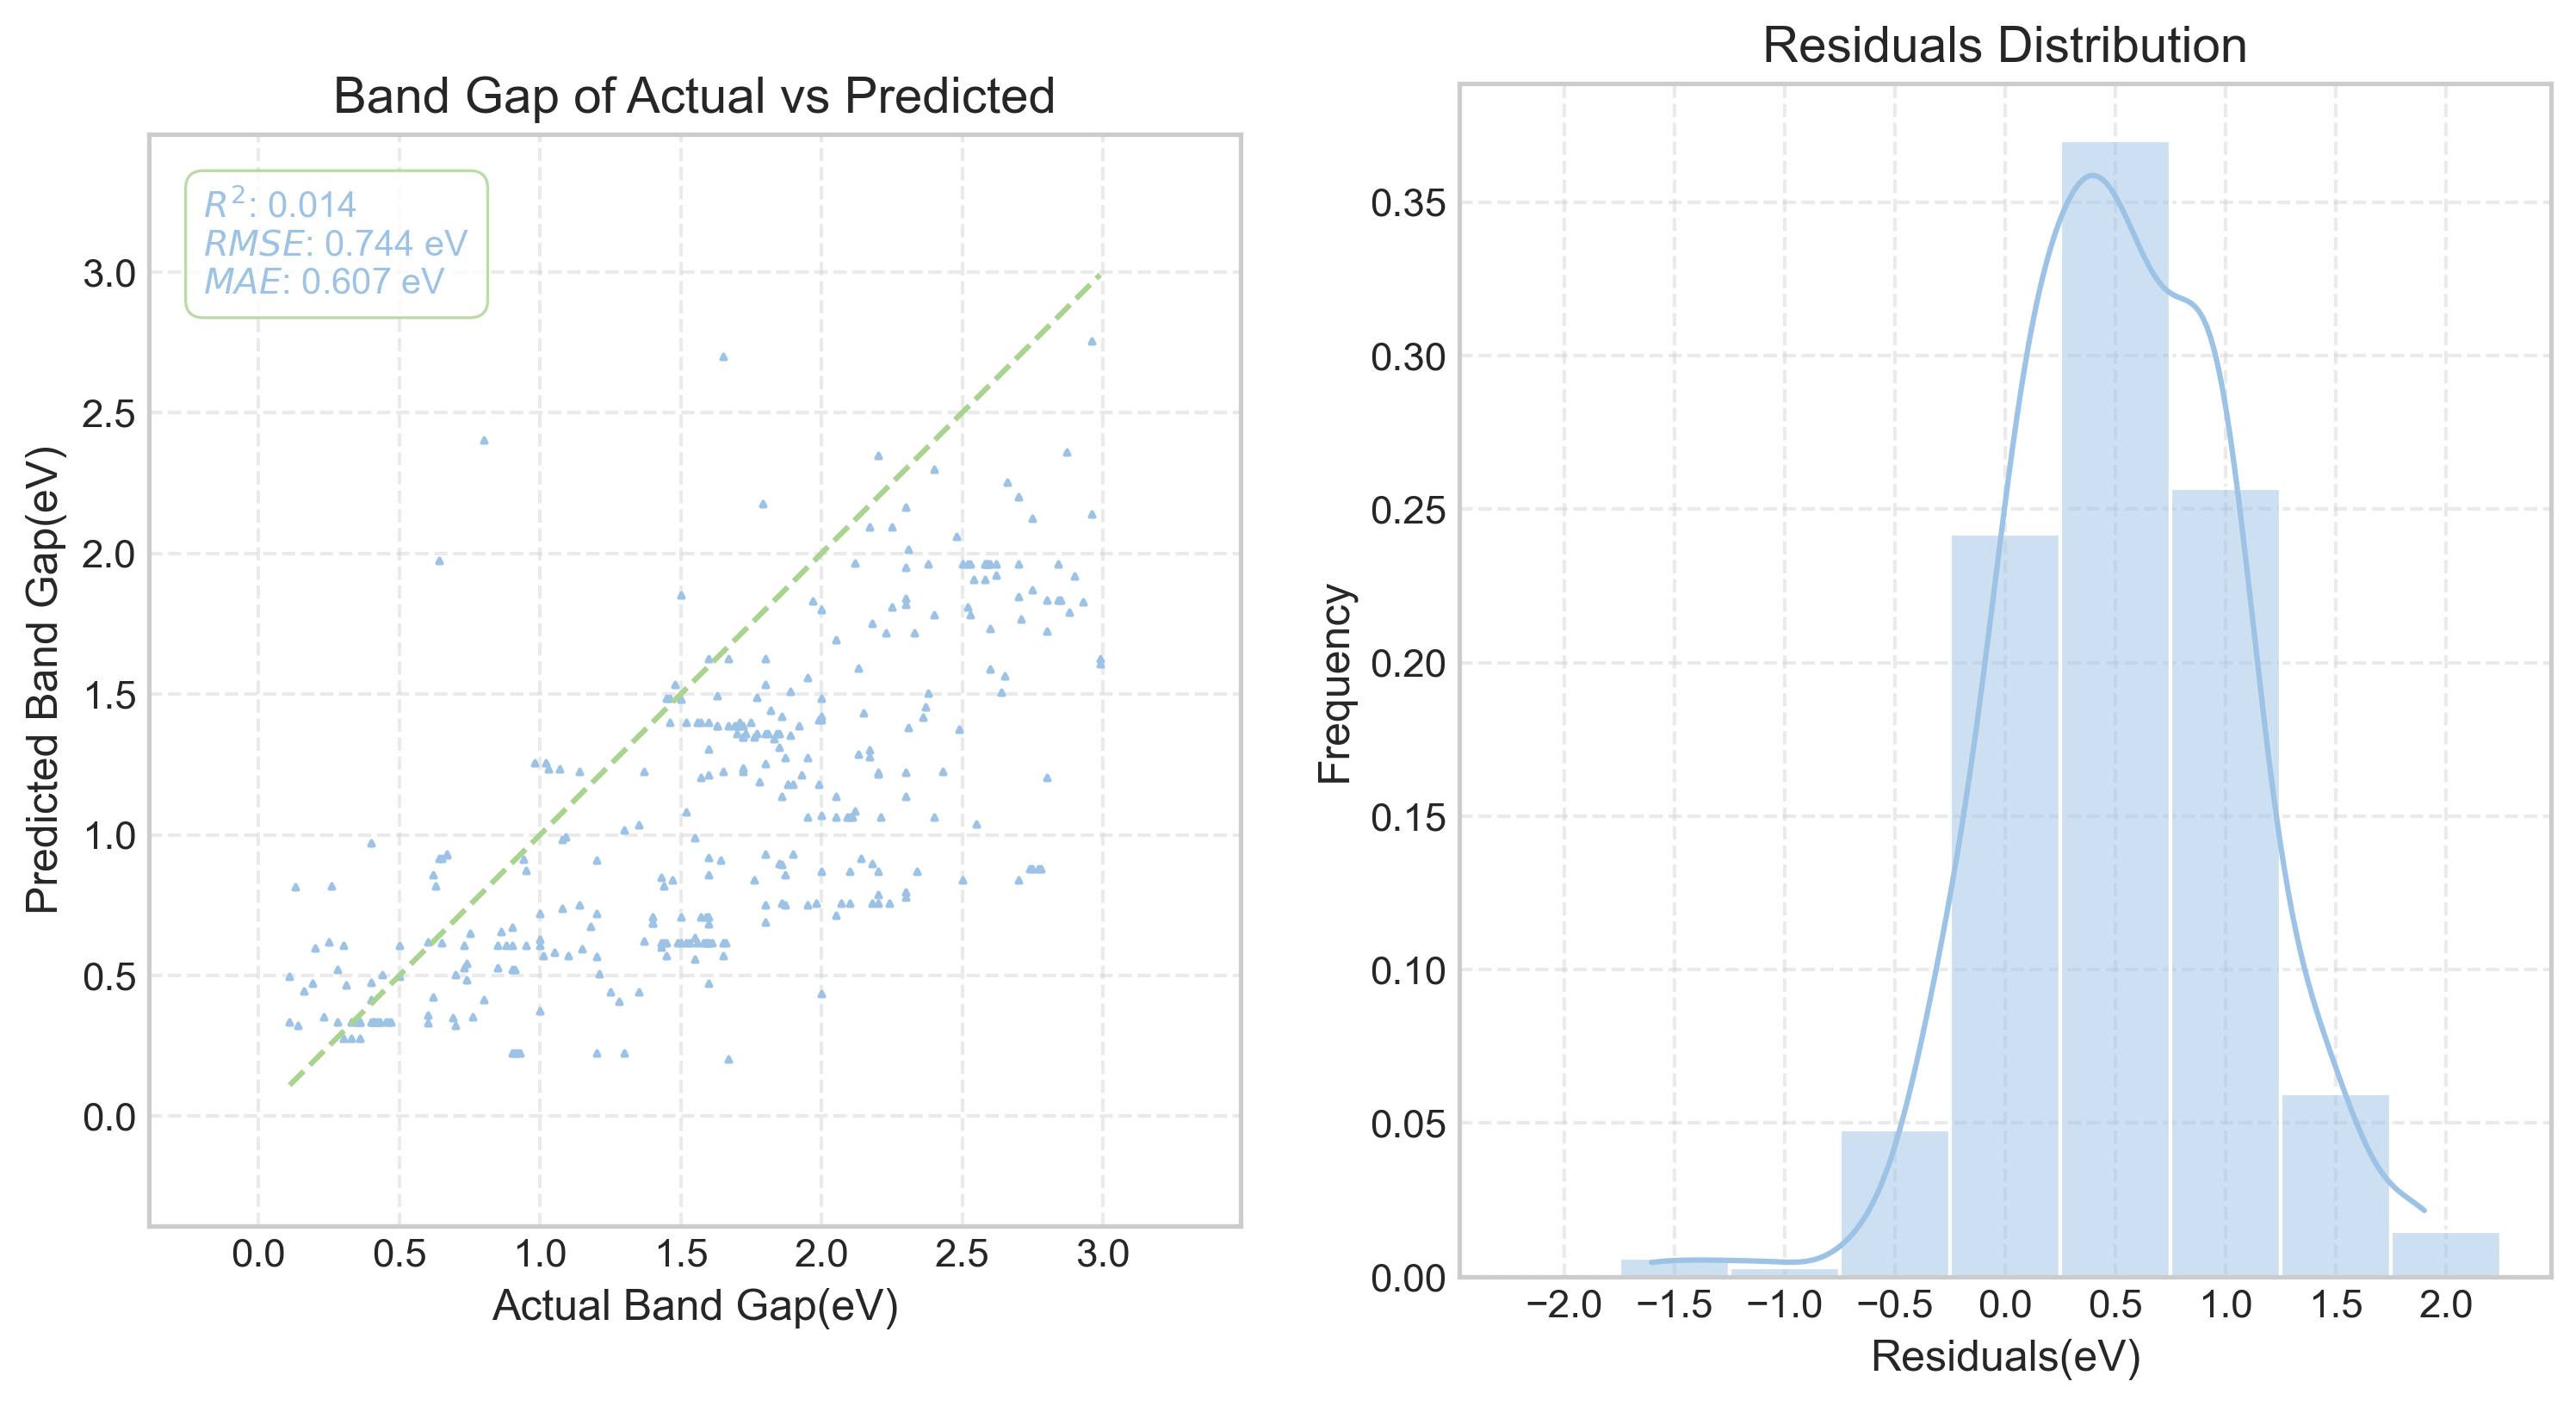 Band Gap of Actual vs Predicted
R²: 0.014
RMSE: 0.744 eV
MAE: 0.607 eV
Predicted Band Gap(eV)
3.0
2.5
2.0
1.5
1.0
0.5
0.0
0.0 0.5 1.0 1.5 2.0 2.5 3.0
Actual Band Gap(eV)
Residuals Distribution
Frequency
0.35
0.30
0.25
0.20
0.15
0.10
0.05
0.00
−2.0 −1.5 −1.0 −0.5 0.0 0.5 1.0 1.5 2.0
Residuals(eV)